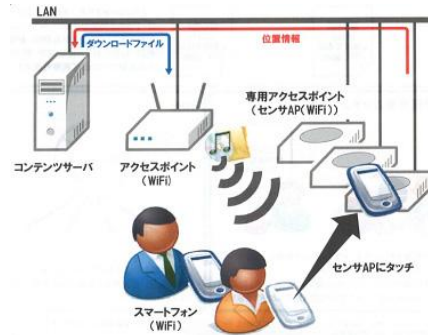 LAN
ダウンロードファイル
位置情報
専用アクセスポイント
(センサAP(WiFi))
コンテンツサーバ
アクセスポイント
(WiFi)
センサAPにタッチ
スマートフォン
(WiFi)